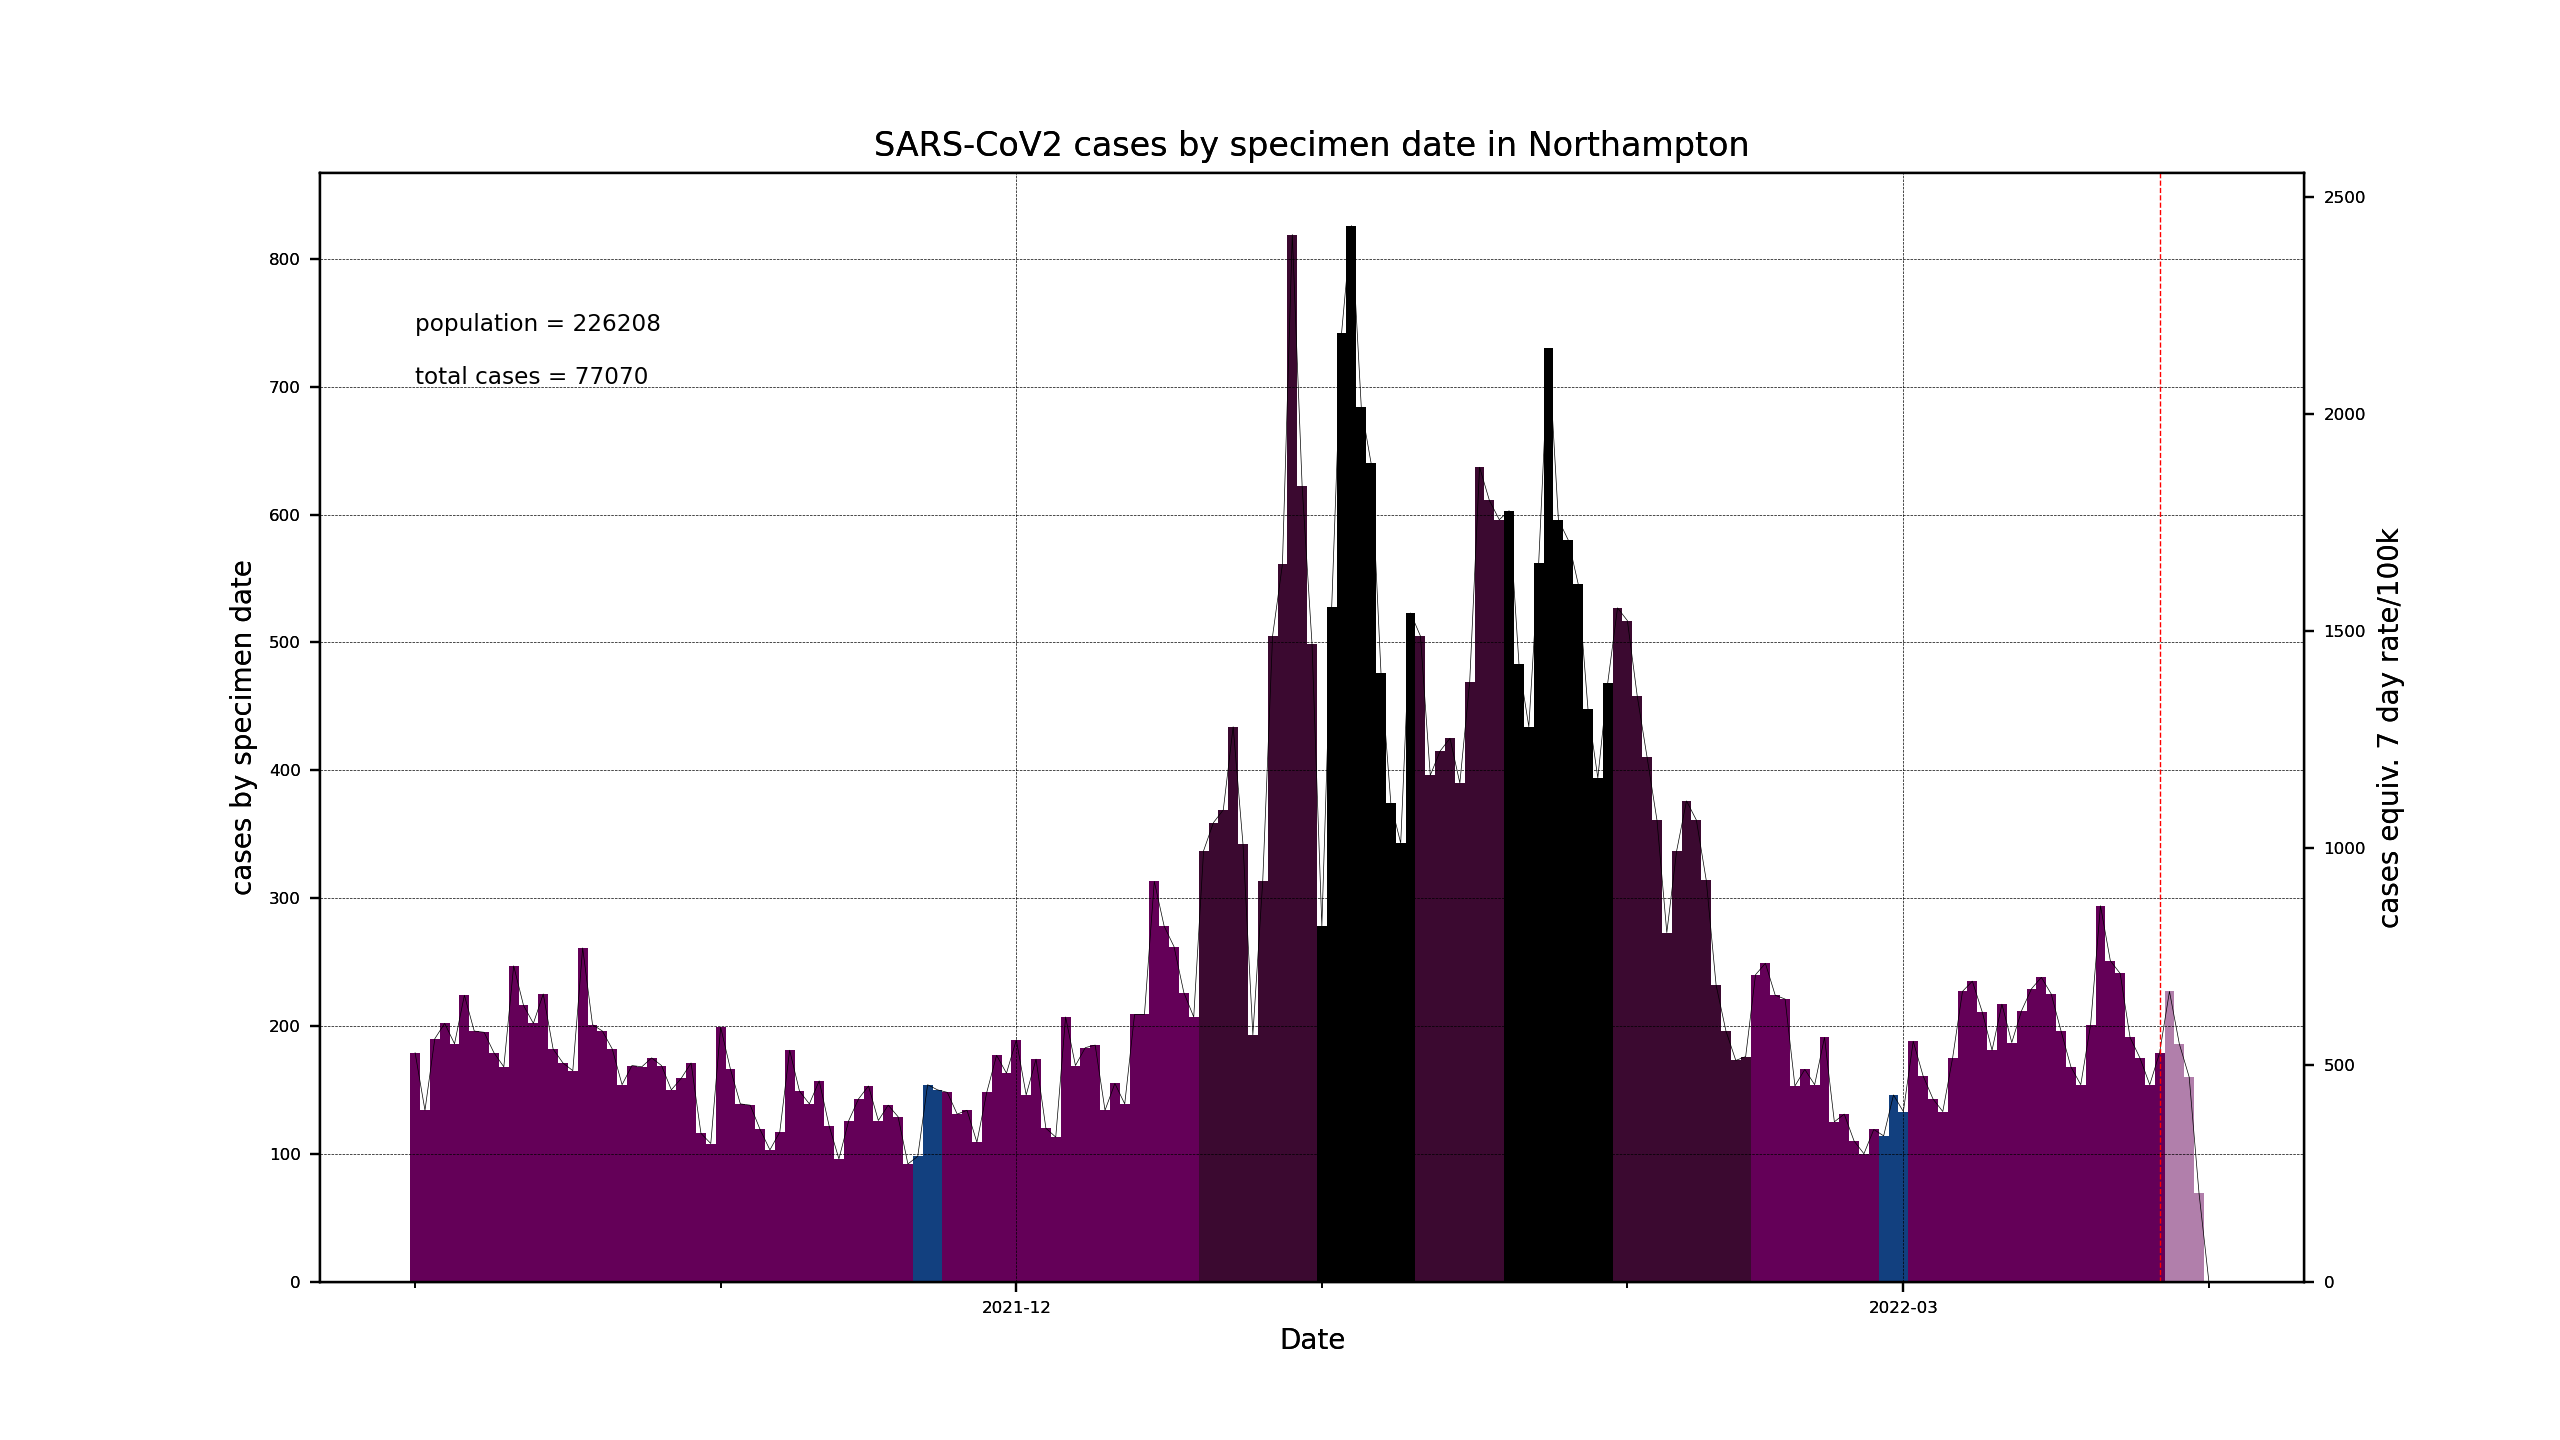 SARS-CoV2 cases by specimen date in Northampton
population = 226208
total cases = 77070
cases by specimen date
800
700
600
500
400
300
200
100
0
2500
2000
1500
1000
500
0
cases equiv. 7 day rate/100k
2021-12
2022-03
Date